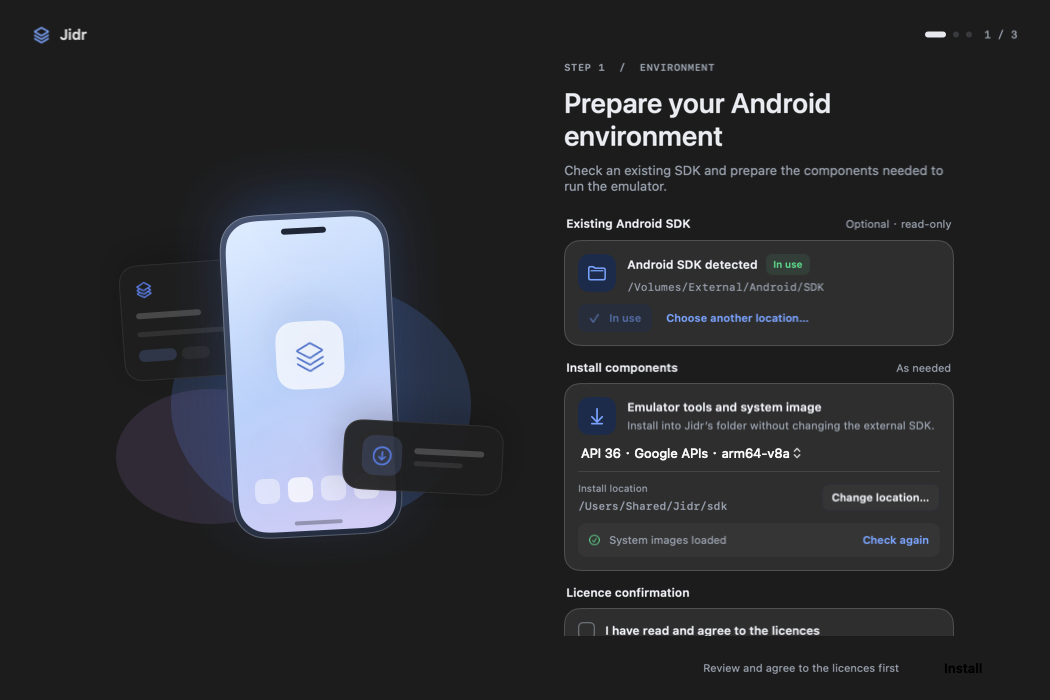 Jidr
1 / 3
STEP 1 / ENVIRONMENT
Prepare your Android
environment
Check an existing SDK and prepare the components needed to
run the emulator.
Existing Android SDK
Optional · read-only
Android SDK detected
In use
/Volumes/External/Android/SDK
In use
Choose another location...
Install components
As needed
Emulator tools and system image
Install into Jidr's folder without changing the external SDK.
API 36 · Google APIs · arm64-v8a
Install location
/Users/Shared/Jidr/sdk
Change location...
System images loaded
Check again
Licence confirmation
I have read and agree to the licences
Review and agree to the licences first
Install